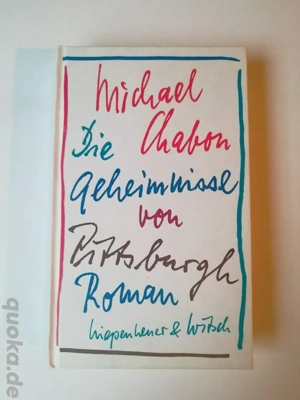 Michael
Chabon
Die
Geheimnisse
von
Pittsburgh
Roman
Kiepenheuer & Witsch
quoka.de